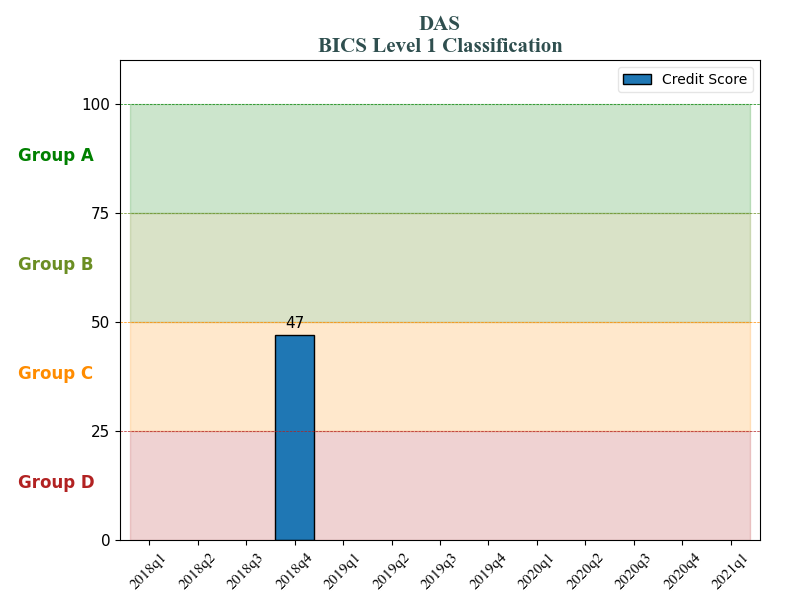 DAS
BICS Level 1 Classification
Credit Score
100
Group A
75
Group B
50
47
Group C
25
Group D
0
2018q1
2018q2
2018q3
2018q4
2019q1
2019q2
2019q3
2019q4
2020q1
2020q2
2020q3
2020q4
2021q1